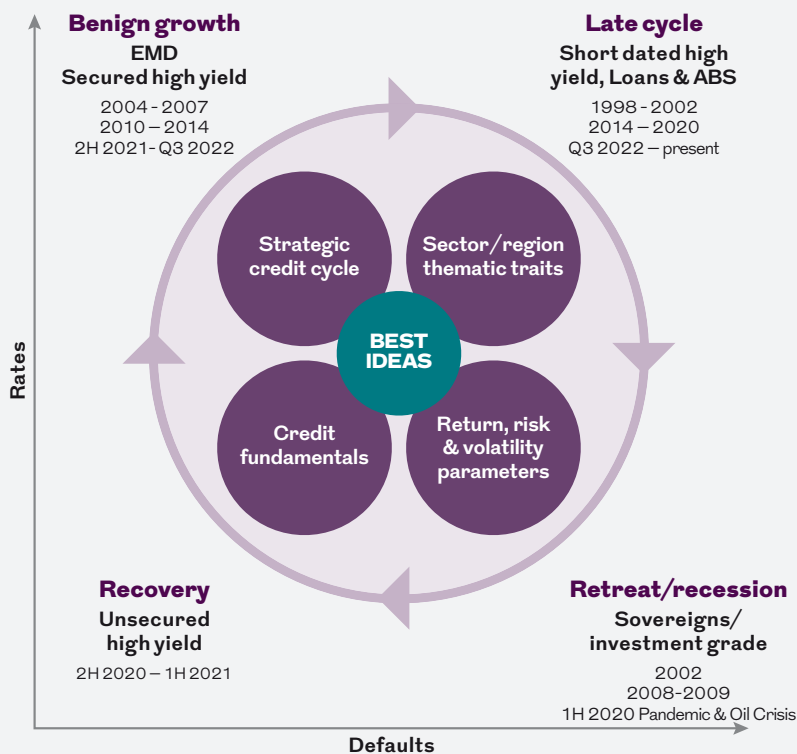 Benign growth
EMD
Secured high yield
2004 - 2007
2010 – 2014
2H 2021- Q3 2022
Late cycle
Short dated high
yield, Loans & ABS
1998 - 2002
2014 – 2020
Q3 2022 – present
Strategic
credit cycle
Sector/region
thematic traits
BEST
IDEAS
Credit
fundamentals
Return, risk
& volatility
parameters
Rates
Recovery
Unsecured
high yield
2H 2020 – 1H 2021
Retreat/recession
Sovereigns/
investment grade
2002
2008-2009
1H 2020 Pandemic & Oil Crisis
Defaults